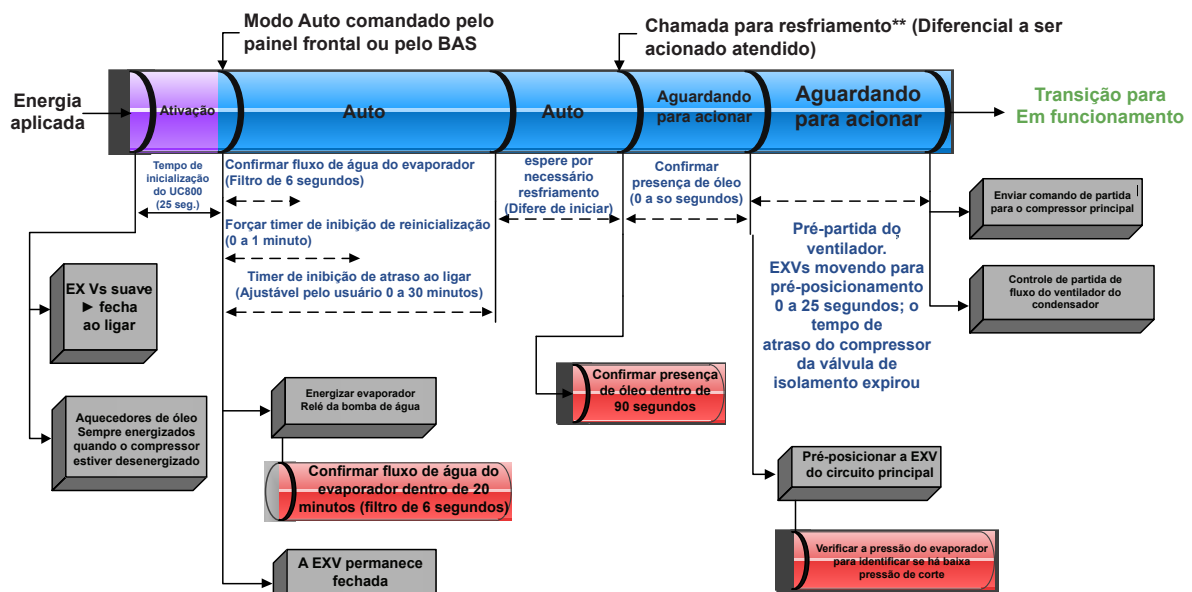 Modo Auto comandado pelo
painel frontal ou pelo BAS
Chamada para resfriamento** (Diferencial a ser
acionado atendido)
Energia
aplicada
Ativação
Auto
Auto
Aguardando
para acionar
Aguardando
para acionar
Transição para
Em funcionamento
Tempo de
inicialização
do UC800
(25 seg.)
Confirmar fluxo de água do evaporador
(Filtro de 6 segundos)
Forçar timer de inibição de reinicialização
(0 a 1 minuto)
Timer de inibição de atraso ao ligar
(Ajustável pelo usuário 0 a 30 minutos)
espere por
necessário
resfriamento
(Difere de iniciar)
Confirmar
presença de óleo
(0 a so segundos)
Pré-partida do
ventilador.
EXVs movendo para
pré-posicionamento
0 a 25 segundos; o
tempo de
atraso do compressor
da válvula de
isolamento expirou
Enviar comando de partida
para o compressor principal
Controle de partida de
fluxo do ventilador do
condensador
EX Vs suave
► fecha
ao ligar
Aquecedores de óleo
Sempre energizados
quando o compressor
estiver desenergizado
Energizar evaporador
Relé da bomba de água
Confirmar fluxo de água do
evaporador dentro de 20
minutos (filtro de 6 segundos)
A EXV permanece
fechada
Confirmar presença
de óleo dentro de
90 segundos
Pré-posicionar a EXV
do circuito principal
Verificar a pressão do evaporador
para identificar se há baixa
pressão de corte